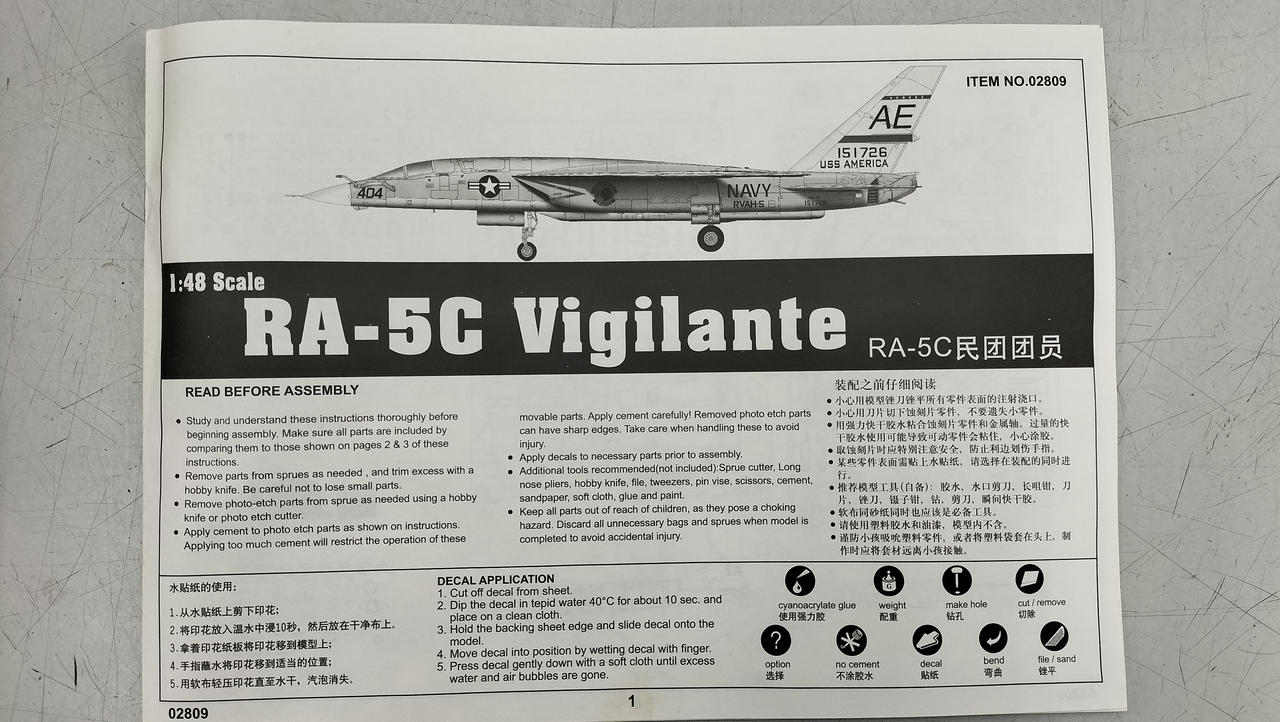 ITEM NO.02809
AE
151726
USS AMERICA
404
NAVY
RVAH-5
151726
1:48 Scale
RA-5C Vigilante
RA-5C民团团员
READ BEFORE ASSEMBLY
• Study and understand these instructions thoroughly before
beginning assembly. Make sure all parts are included by
comparing them to those shown on pages 2 & 3 of these
instructions.
• Remove parts from sprues as needed , and trim excess with a
hobby knife. Be careful not to lose small parts.
• Remove photo-etch parts from sprue as needed using a hobby
knife or photo etch cutter.
• Apply cement to photo etch parts as shown on instructions.
Applying too much cement will restrict the operation of these
movable parts. Apply cement carefully! Removed photo etch parts
can have sharp edges. Take care when handling these to avoid
injury.
• Apply decals to necessary parts prior to assembly.
• Additional tools recommended(not included):Sprue cutter, Long
nose pliers, hobby knife, file, tweezers, pin vise, scissors, cement,
sandpaper, soft cloth, glue and paint.
• Keep all parts out of reach of children, as they pose a choking
hazard. Discard all unnecessary bags and sprues when model is
completed to avoid accidental injury.
装配之前仔细阅读
• 小心用模型锉刀锉平所有零件表面的注射浇口。
• 小心用刀片切下蚀刻片零件，不要遗失小零件。
• 用强力快干胶水粘合蚀刻片零件和金属轴，过量的快
干胶水使用可能导致可动零件会粘住，小心涂胶。
• 取蚀刻片时应特别注意安全，防止利边划伤手指。
• 某些零件表面需贴上水贴纸，请选择在装配的同时进
行。
• 推荐模型工具(自备)：胶水，水口剪刀，长咀钳，刀
片，锉刀，镊子钳，钻，剪刀，瞬间快干胶。
• 软布同砂纸同时也应该是必备工具。
• 请使用塑料胶水和油漆，模型内不含。
• 谨防小孩吸吮塑料零件，或者将塑料袋套在头上，制
作时应将套材远离小孩接触。
水贴纸的使用:
1.从水贴纸上剪下印花;
2.将印花放入温水中浸10秒，然后放在干净布上。
3.拿着印花纸板将印花移到模型上;
4.手指蘸水将印花移到适当的位置;
5.用软布轻压印花直至水干，汽泡消失。
DECAL APPLICATION
1. Cut off decal from sheet.
2. Dip the decal in tepid water 40°C for about 10 sec. and
place on a clean cloth.
3. Hold the backing sheet edge and slide decal onto the
model.
4. Move decal into position by wetting decal with finger.
5. Press decal gently down with a soft cloth until excess
water and air bubbles are gone.
cyanoacrylate glue
使用强力胶
G
weight
配重
make hole
钻孔
cut / remove
切除
?
option
选择
no cement
不涂胶水
decal
贴纸
bend
弯曲
file / sand
锉平
1
02809